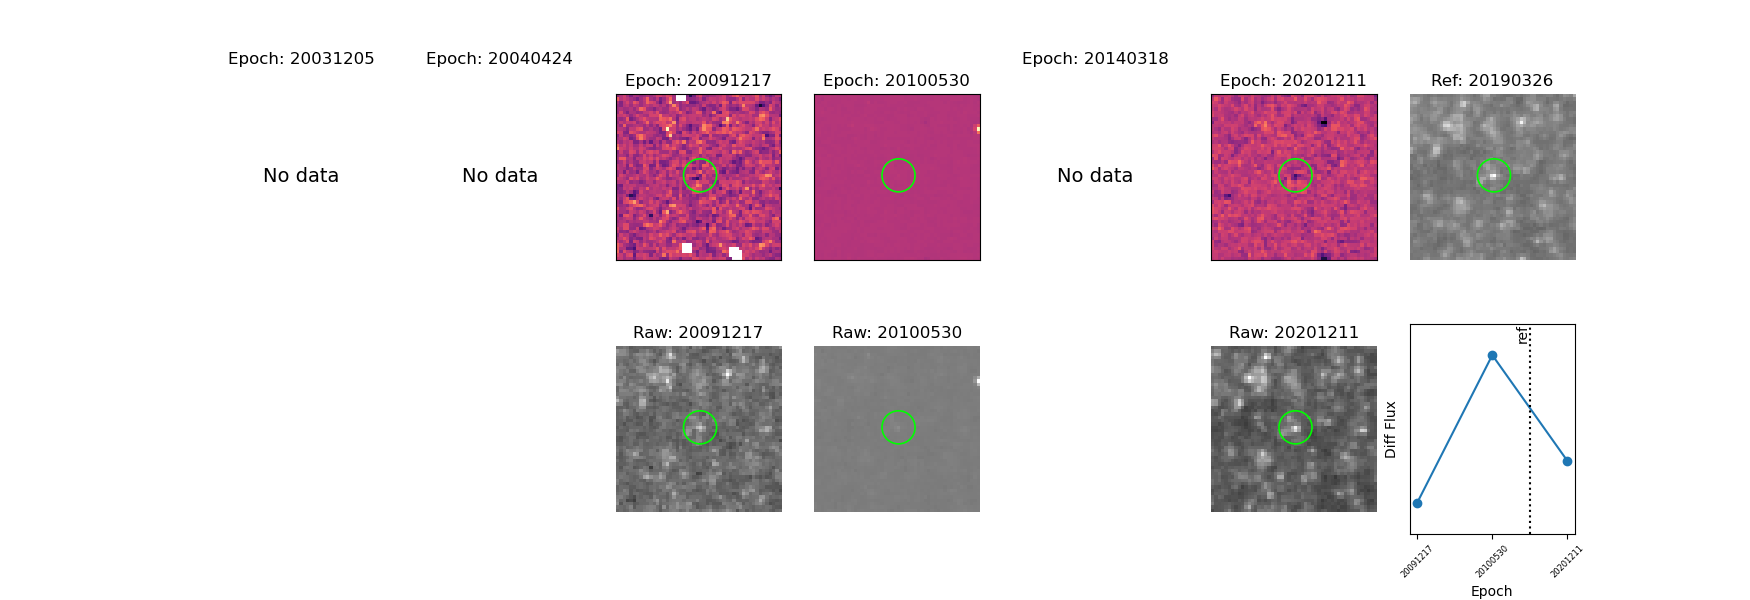 Epoch: 20031205
Epoch: 20040424
Epoch: 20091217
Epoch: 20100530
Epoch: 20140318
Epoch: 20201211
Ref: 20190326
No data
No data
No data
Raw: 20091217
Raw: 20100530
Raw: 20201211
ref
Diff Flux
20091217
20100530
20201211
Epoch